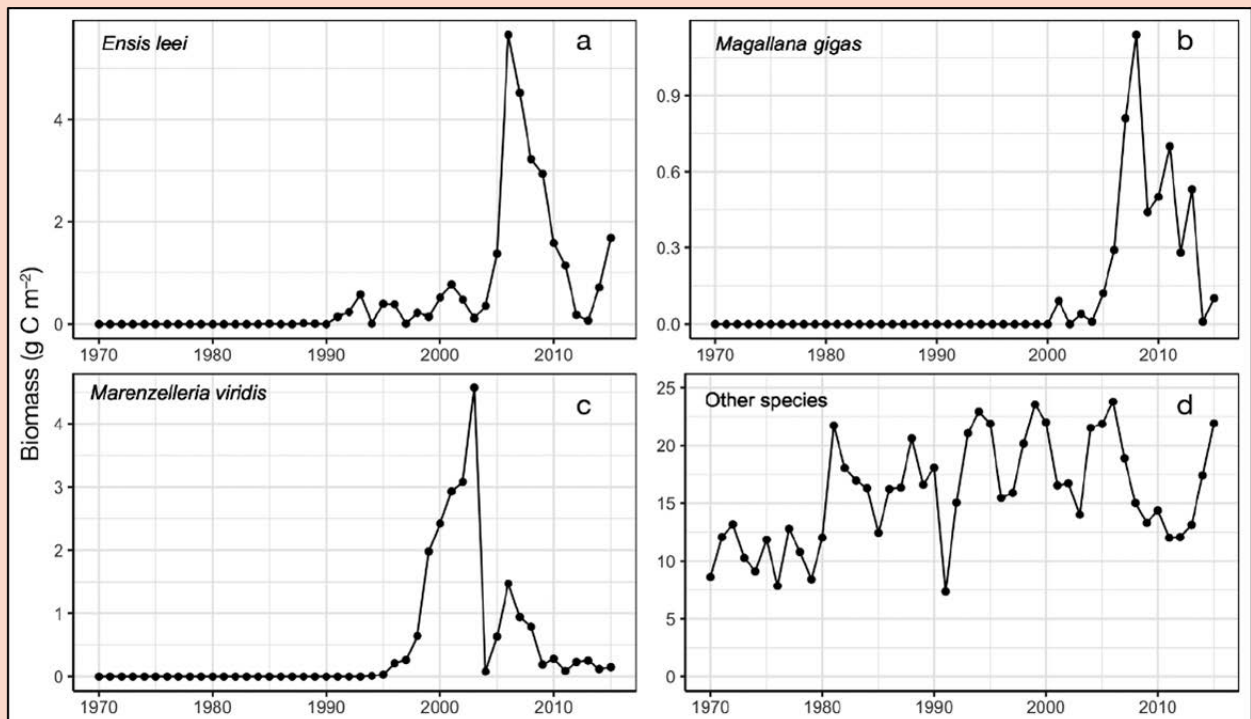 Biomass (g C m⁻²)
Ensis leei
a
4
2
0
1970 1980 1990 2000 2010
Magallana gigas
b
0.9
0.6
0.3
0.0
1970 1980 1990 2000 2010
Marenzelleria viridis
c
4
3
2
1
0
1970 1980 1990 2000 2010
Other species
d
25
20
15
10
5
0
1970 1980 1990 2000 2010